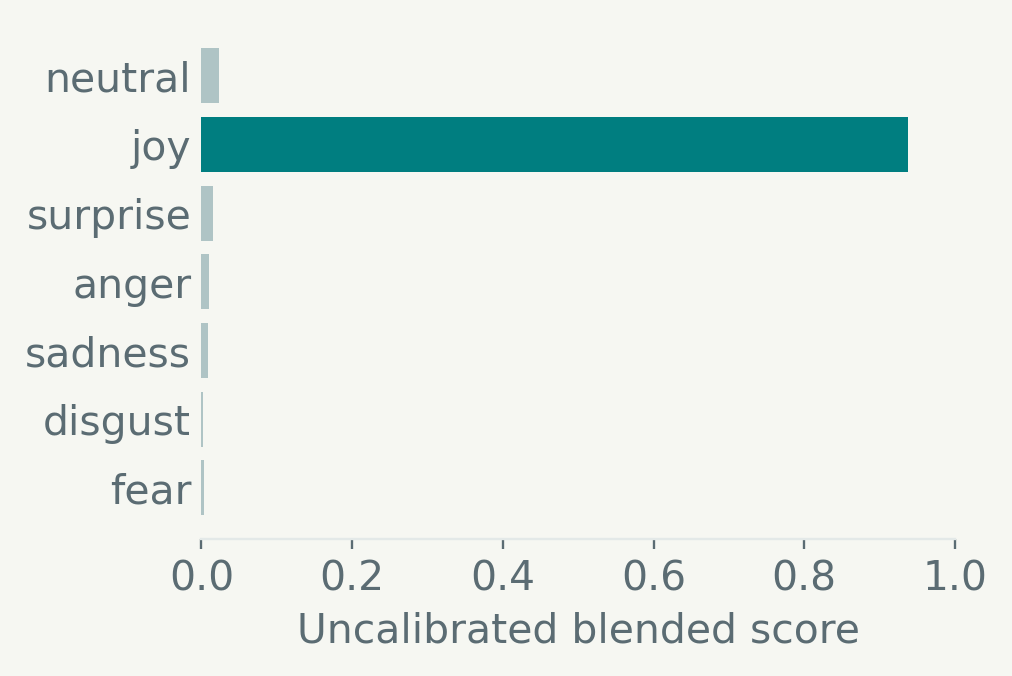 neutral
joy
surprise
anger
sadness
disgust
fear
0.0 0.2 0.4 0.6 0.8 1.0
Uncalibrated blended score